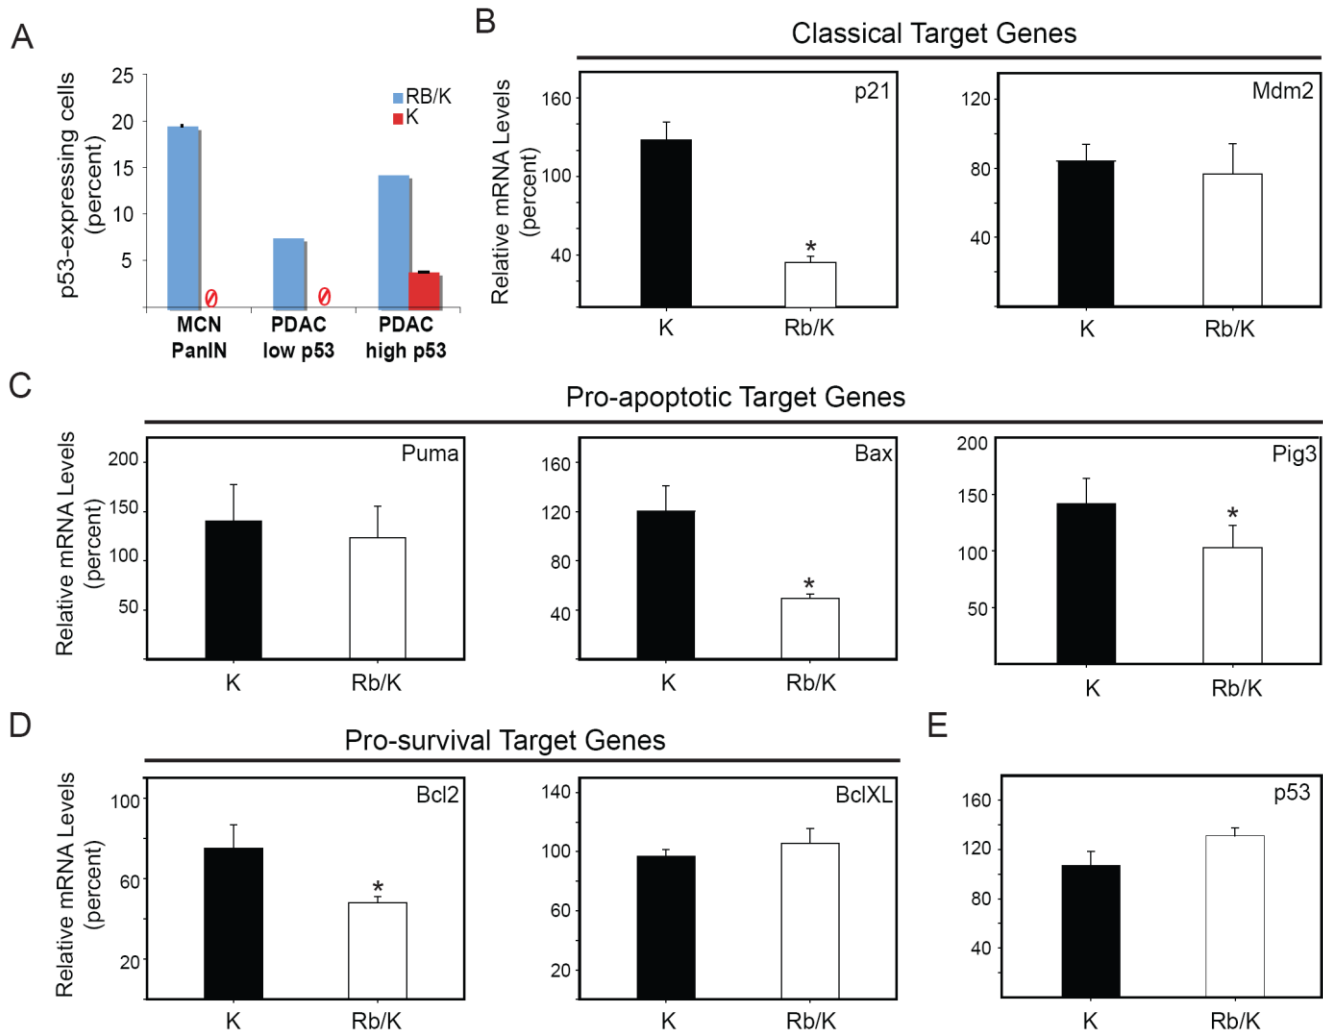 A
p53-expressing cells
(percent)
25
20
15
10
5
RB/K
K
0
0
MCN
PanIN
PDAC
low p53
PDAC
high p53
B
Classical Target Genes
Relative mRNA Levels
(percent)
160
100
40
p21
*
K
Rb/K
120
80
40
Mdm2
K
Rb/K
C
Pro-apoptotic Target Genes
Relative mRNA Levels
(percent)
200
150
100
50
Puma
K
Rb/K
160
120
80
40
Bax
*
K
Rb/K
200
150
100
50
Pig3
*
K
Rb/K
D
Pro-survival Target Genes
Relative mRNA Levels
(percent)
100
60
20
Bcl2
*
K
Rb/K
140
100
60
20
BclXL
K
Rb/K
E
160
120
80
40
p53
K
Rb/K